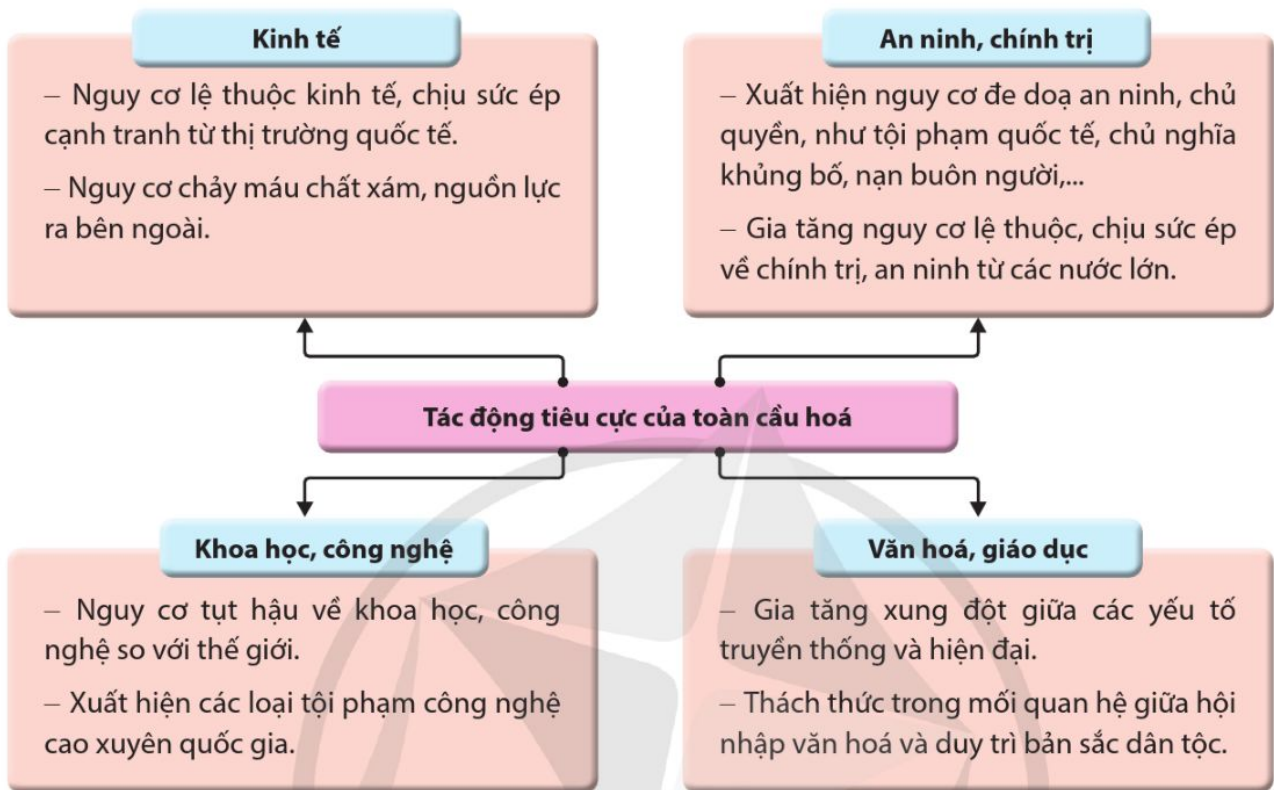 Kinh tế
– Nguy cơ lệ thuộc kinh tế, chịu sức ép
cạnh tranh từ thị trường quốc tế.
– Nguy cơ chảy máu chất xám, nguồn lực
ra bên ngoài.
An ninh, chính trị
– Xuất hiện nguy cơ đe doạ an ninh, chủ
quyền, như tội phạm quốc tế, chủ nghĩa
khủng bố, nạn buôn người,...
– Gia tăng nguy cơ lệ thuộc, chịu sức ép
về chính trị, an ninh từ các nước lớn.
Tác động tiêu cực của toàn cầu hoá
Khoa học, công nghệ
– Nguy cơ tụt hậu về khoa học, công
nghệ so với thế giới.
– Xuất hiện các loại tội phạm công nghệ
cao xuyên quốc gia.
Văn hoá, giáo dục
– Gia tăng xung đột giữa các yếu tố
truyền thống và hiện đại.
– Thách thức trong mối quan hệ giữa hội
nhập văn hoá và duy trì bản sắc dân tộc.